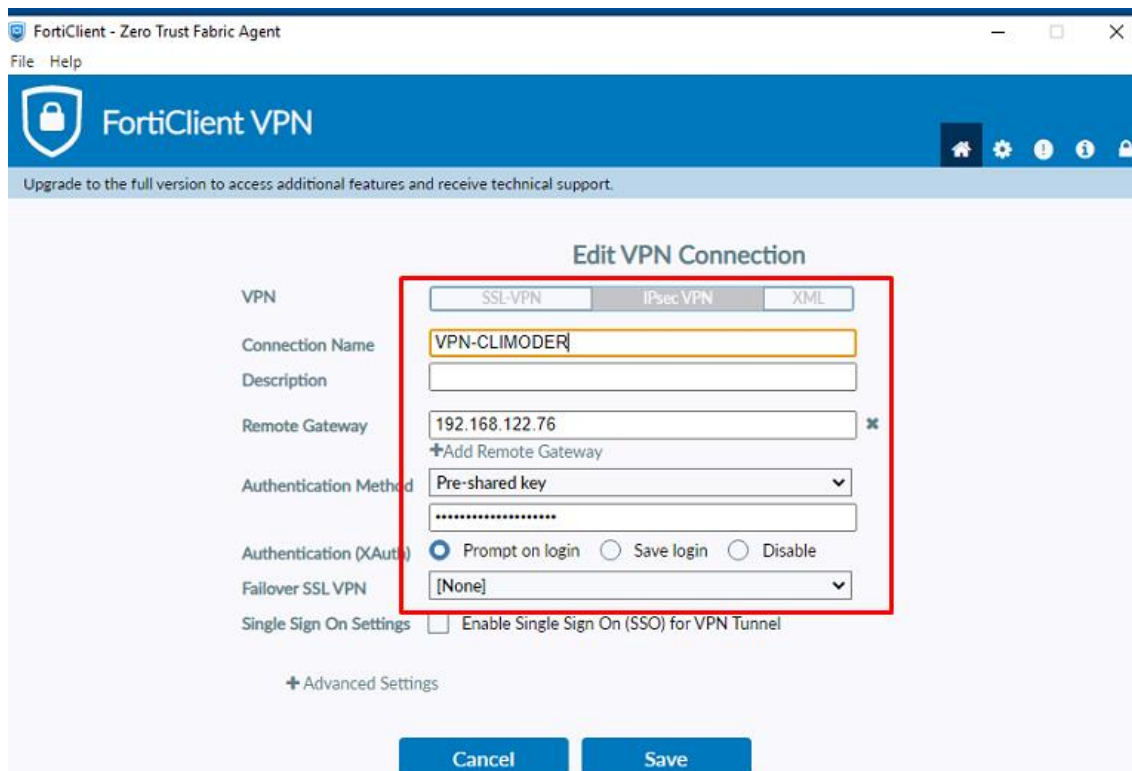 FortiClient - Zero Trust Fabric Agent
File Help
FortiClient VPN
Upgrade to the full version to access additional features and receive technical support.
Edit VPN Connection
VPN SSL-VPN IPsec VPN XML
Connection Name VPN-CLIMODER
Description
Remote Gateway 192.168.122.76
+Add Remote Gateway
Authentication Method Pre-shared key
••••••••••••••••••••
Authentication (XAuth) Prompt on login Save login Disable
Failover SSL VPN [None]
Single Sign On Settings Enable Single Sign On (SSO) for VPN Tunnel
+ Advanced Settings
Cancel Save